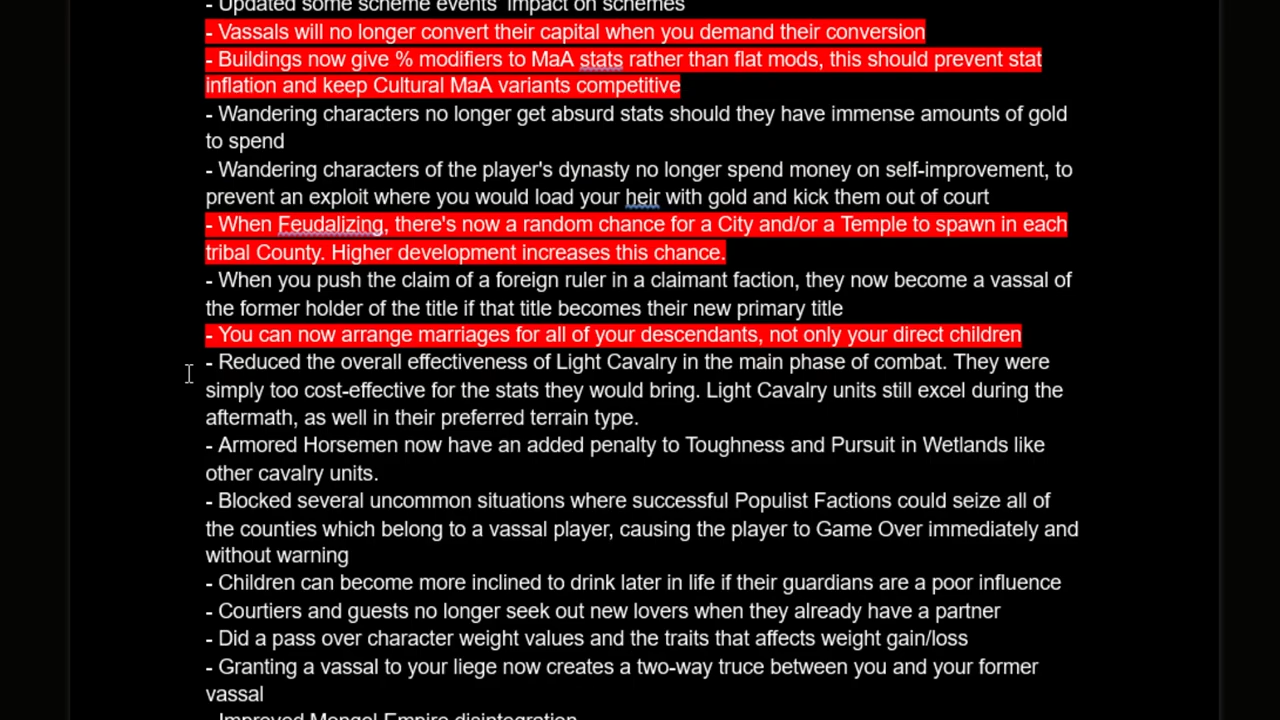 - Updated some scheme events' impact on schemes
- Vassals will no longer convert their capital when you demand their conversion
- Buildings now give % modifiers to MaA stats rather than flat mods, this should prevent stat
inflation and keep Cultural MaA variants competitive
- Wandering characters no longer get absurd stats should they have immense amounts of gold
to spend
- Wandering characters of the player's dynasty no longer spend money on self-improvement, to
prevent an exploit where you would load your heir with gold and kick them out of court
- When Feudalizing, there's now a random chance for a City and/or a Temple to spawn in each
tribal County. Higher development increases this chance.
- When you push the claim of a foreign ruler in a claimant faction, they now become a vassal of
the former holder of the title if that title becomes their new primary title
- You can now arrange marriages for all of your descendants, not only your direct children
- Reduced the overall effectiveness of Light Cavalry in the main phase of combat. They were
simply too cost-effective for the stats they would bring. Light Cavalry units still excel during the
aftermath, as well in their preferred terrain type.
- Armored Horsemen now have an added penalty to Toughness and Pursuit in Wetlands like
other cavalry units.
- Blocked several uncommon situations where successful Populist Factions could seize all of
the counties which belong to a vassal player, causing the player to Game Over immediately and
without warning
- Children can become more inclined to drink later in life if their guardians are a poor influence
- Courtiers and guests no longer seek out new lovers when they already have a partner
- Did a pass over character weight values and the traits that affects weight gain/loss
- Granting a vassal to your liege now creates a two-way truce between you and your former
vassal
- Improved Mongol Empire disintegration